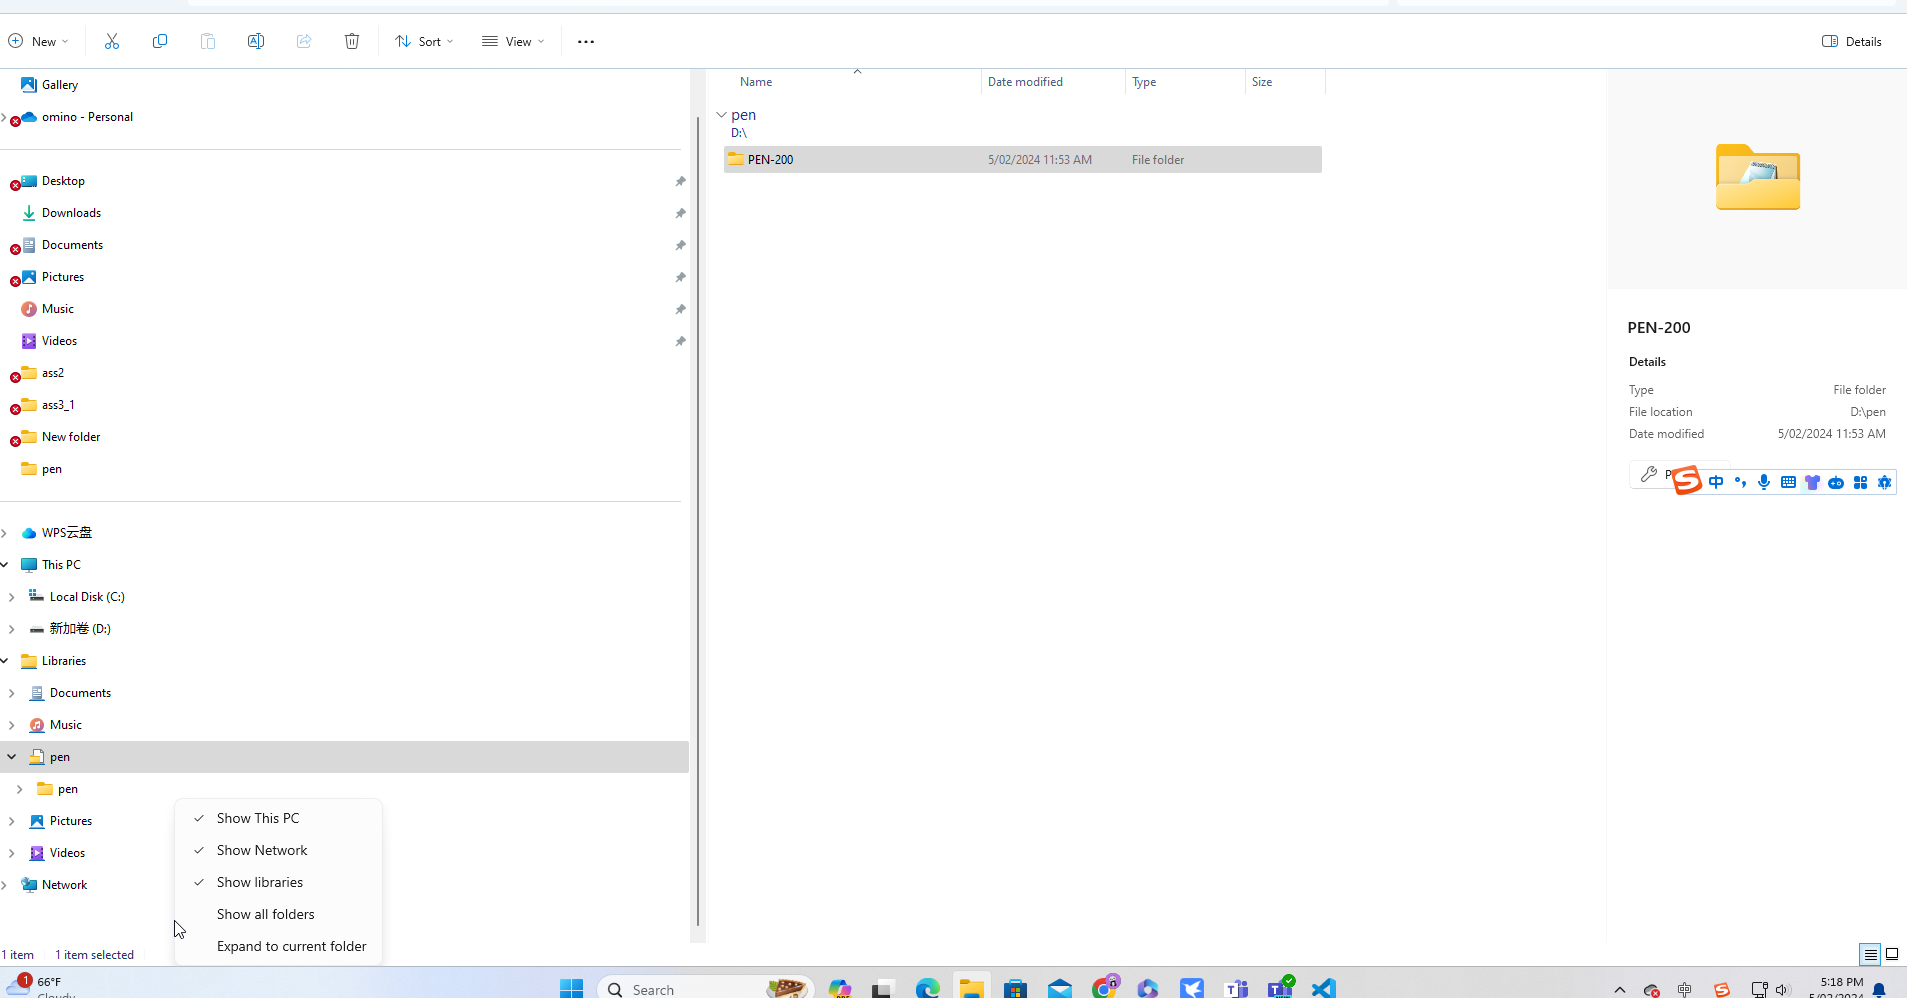 New
Sort
View
Details
Gallery
omino - Personal
Desktop
Downloads
Documents
Pictures
Music
Videos
ass2
ass3_1
New folder
pen
WPS云盘
This PC
Local Disk (C:)
新加卷 (D:)
Libraries
Documents
Music
pen
pen
Pictures
Videos
Network
Show This PC
Show Network
Show libraries
Show all folders
Expand to current folder
Name Date modified Type Size
pen
D:\
PEN-200 5/02/2024 11:53 AM File folder
PEN-200
Details
Type File folder
File location D:\pen
Date modified 5/02/2024 11:53 AM
P
S 中
1 item 1 item selected
1
66°F
Cloudy
Search
中
S
5:18 PM